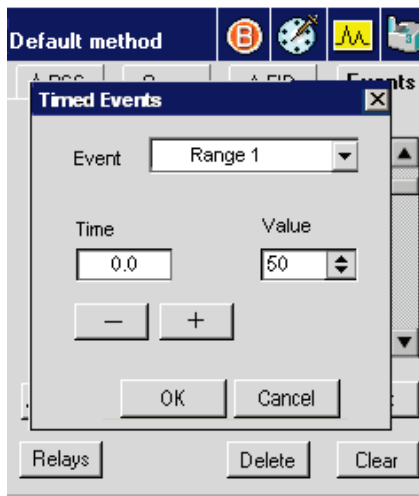 Default method
B
Events
Timed Events
Event Range 1
Time Value
0.0 50
OK Cancel
Relays Delete Clear